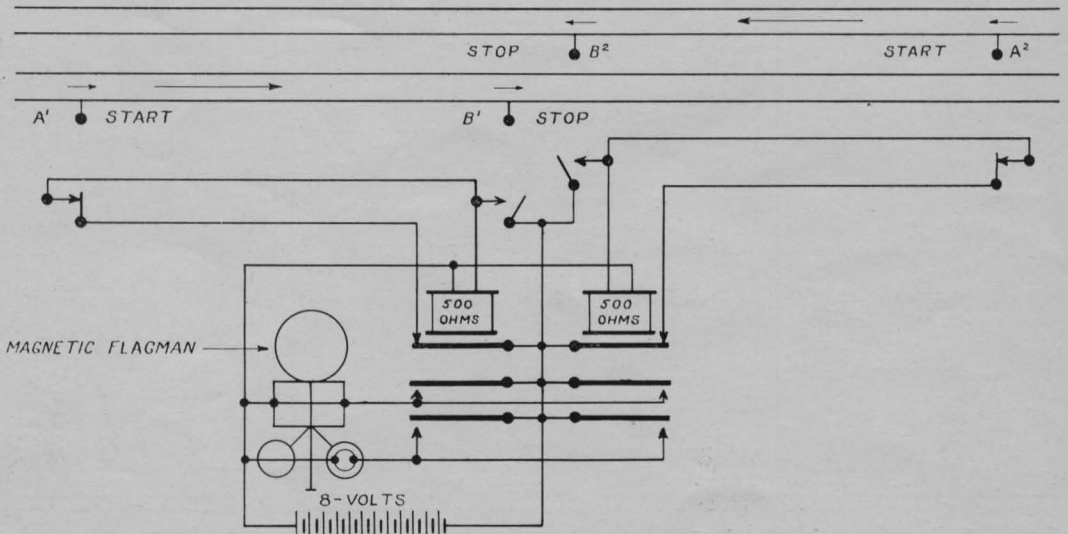 STOP B² START A²
A' START B' STOP
500 OHMS 500 OHMS
MAGNETIC FLAGMAN
8-VOLTS